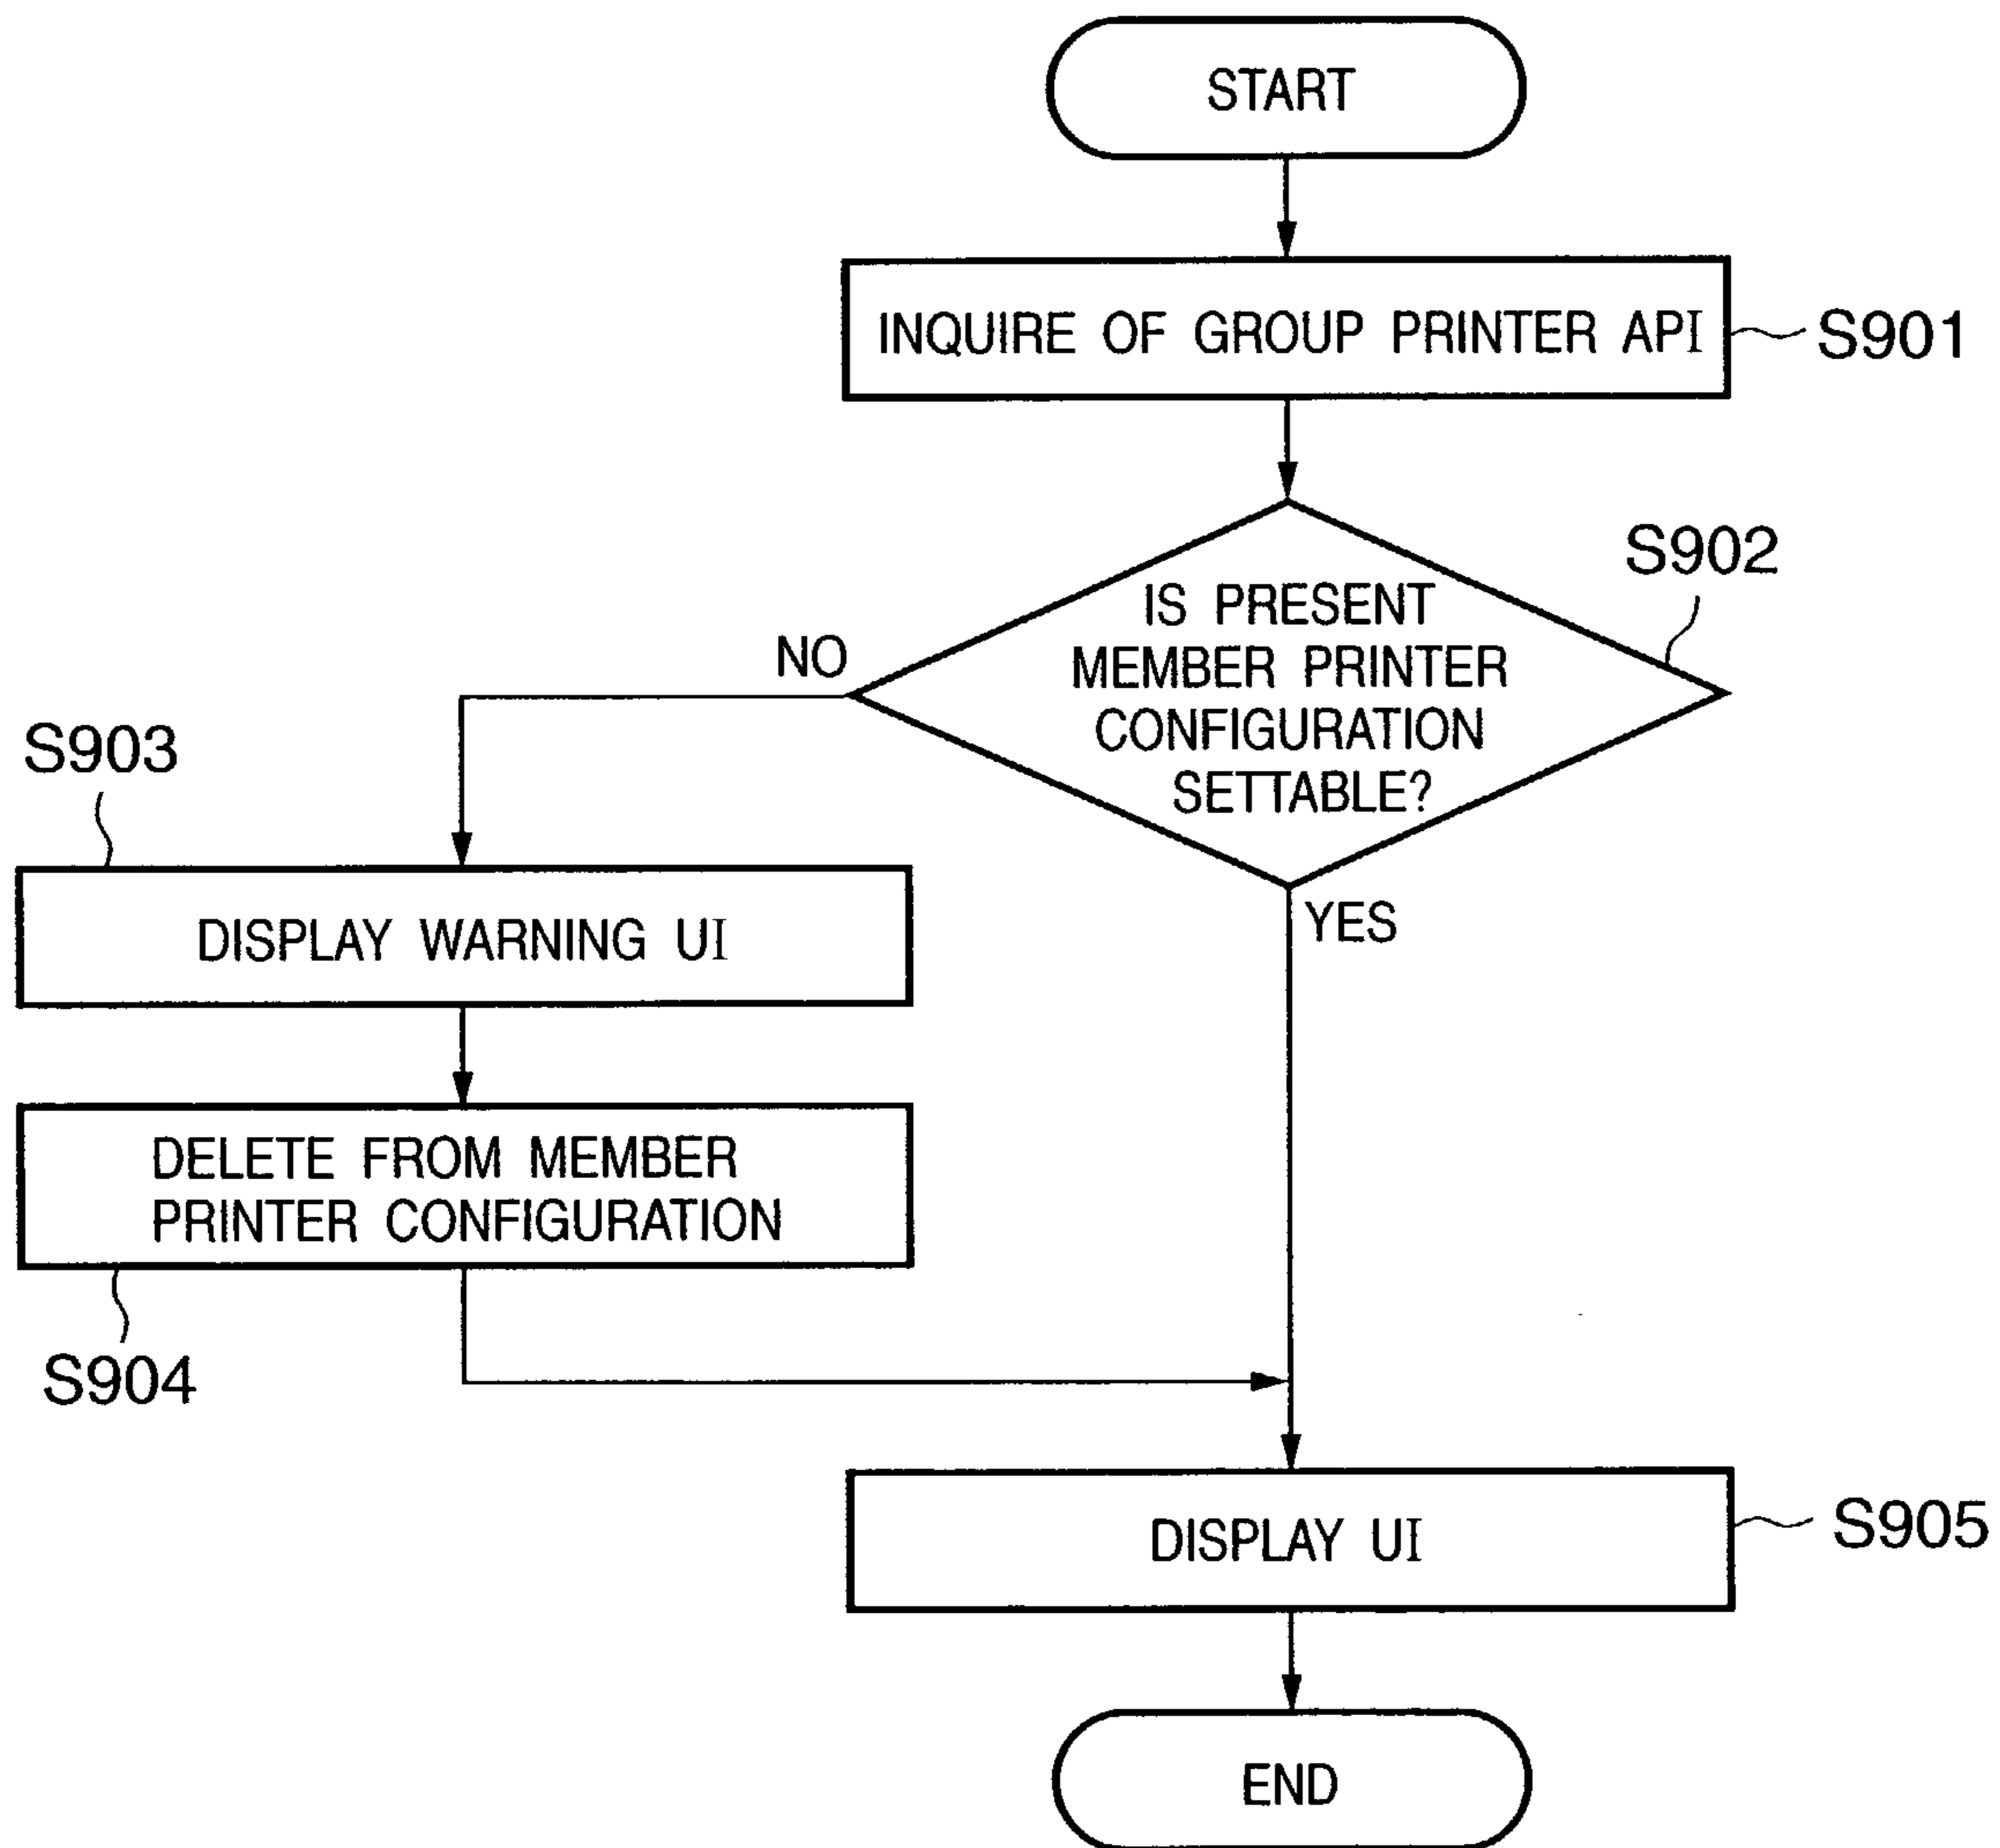 START
INQUIRE OF GROUP PRINTER API
S901
S902
IS PRESENT
MEMBER PRINTER
CONFIGURATION
SETTABLE?
NO
YES
S903
DISPLAY WARNING UI
DELETE FROM MEMBER
PRINTER CONFIGURATION
S904
DISPLAY UI
S905
END